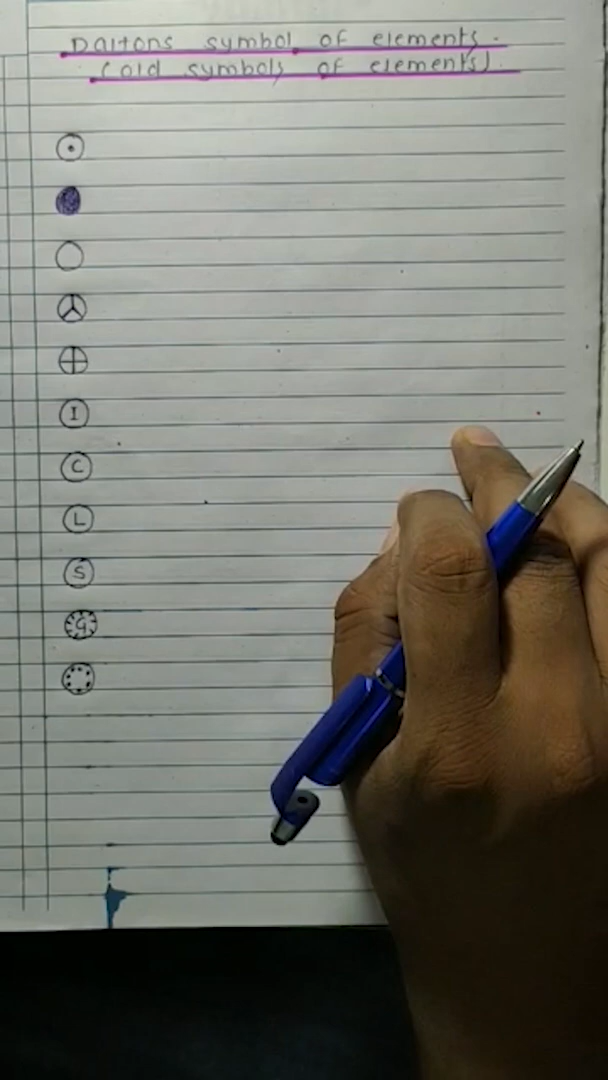 Daltons symbol of elements.
(old symbols of elements)
I
C
L
S
G